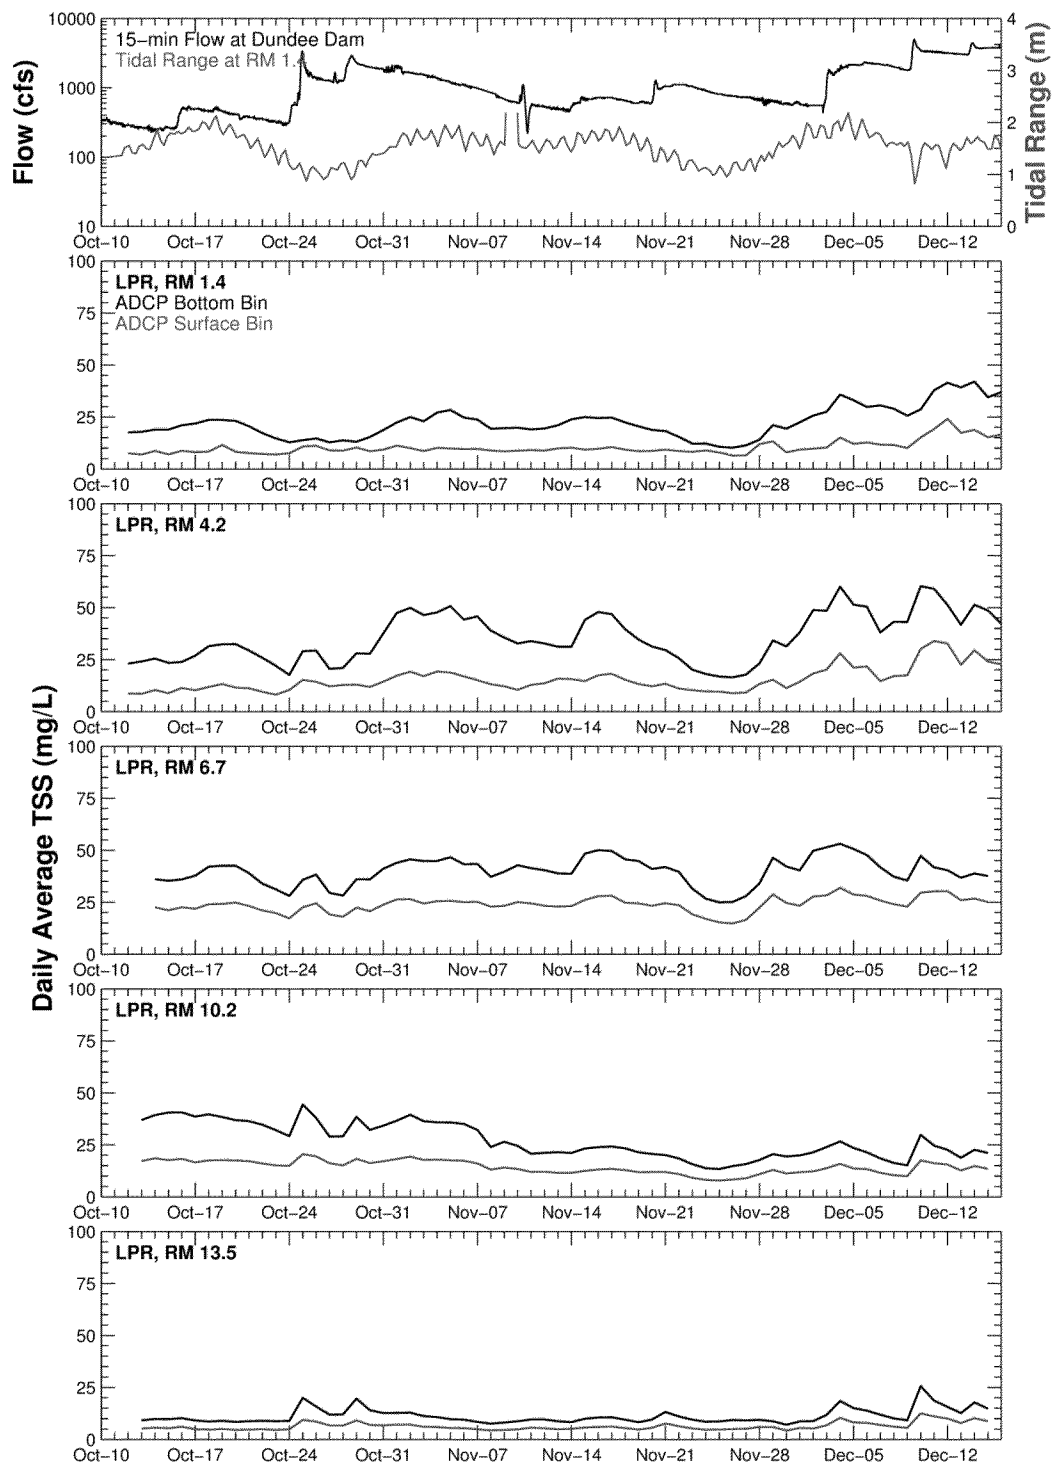 10000
1000
100
10
Flow (cfs)
15-min Flow at Dundee Dam
Tidal Range at RM 1.4
4
3
2
1
0
Tidal Range (m)
Oct-10 Oct-17 Oct-24 Oct-31 Nov-07 Nov-14 Nov-21 Nov-28 Dec-05 Dec-12
Daily Average TSS (mg/L)
100
75
50
25
0
LPR, RM 1.4
ADCP Bottom Bin
ADCP Surface Bin
Oct-10 Oct-17 Oct-24 Oct-31 Nov-07 Nov-14 Nov-21 Nov-28 Dec-05 Dec-12
100
75
50
25
0
LPR, RM 4.2
Oct-10 Oct-17 Oct-24 Oct-31 Nov-07 Nov-14 Nov-21 Nov-28 Dec-05 Dec-12
100
75
50
25
0
LPR, RM 6.7
Oct-10 Oct-17 Oct-24 Oct-31 Nov-07 Nov-14 Nov-21 Nov-28 Dec-05 Dec-12
100
75
50
25
0
LPR, RM 10.2
Oct-10 Oct-17 Oct-24 Oct-31 Nov-07 Nov-14 Nov-21 Nov-28 Dec-05 Dec-12
100
75
50
25
0
LPR, RM 13.5
Oct-10 Oct-17 Oct-24 Oct-31 Nov-07 Nov-14 Nov-21 Nov-28 Dec-05 Dec-12